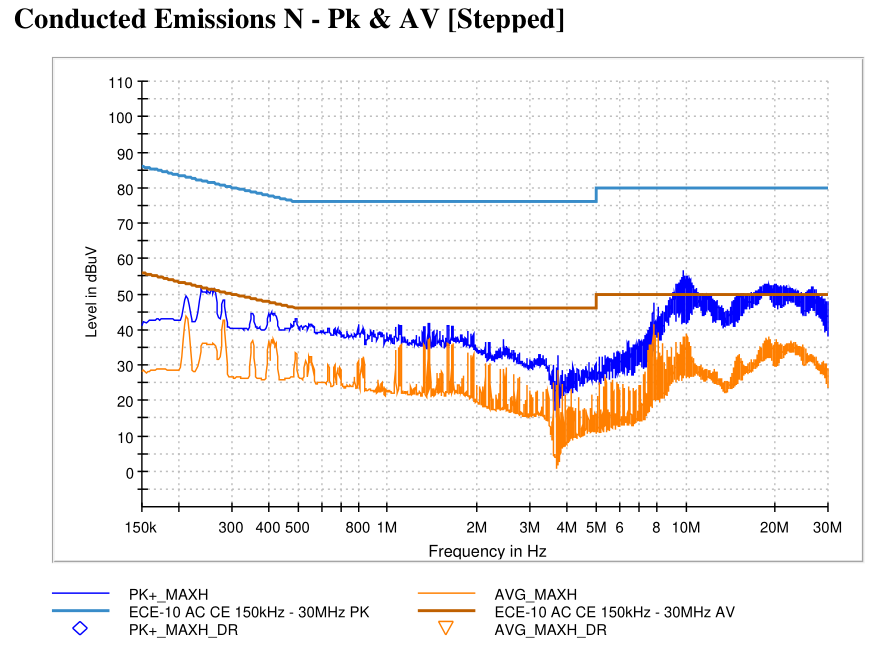 Conducted Emissions N - Pk & AV [Stepped]
110
100
90
80
70
60
50
40
30
20
10
0
Level in dBuV
150k 300 400 500 800 1M 2M 3M 4M 5M 6 8 10M 20M 30M
Frequency in Hz
PK+_MAXH AVG_MAXH
ECE-10 AC CE 150kHz - 30MHz PK ECE-10 AC CE 150kHz - 30MHz AV
PK+_MAXH_DR AVG_MAXH_DR